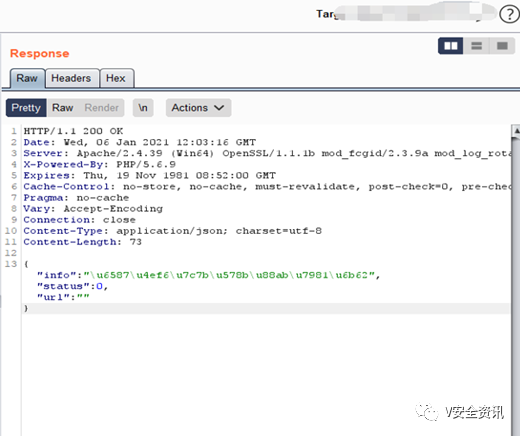 Response
Raw Headers Hex
Pretty Raw Render \n Actions
1 HTTP/1.1 200 OK
2 Date: Wed, 06 Jan 2021 12:03:16 GMT
3 Server: Apache/2.4.39 (Win64) OpenSSL/1.1.1b mod_fcgid/2.3.9a mod_log_rota
4 X-Powered-By: PHP/5.6.9
5 Expires: Thu, 19 Nov 1981 08:52:00 GMT
6 Cache-Control: no-store, no-cache, must-revalidate, post-check=0, pre-chec
7 Pragma: no-cache
8 Vary: Accept-Encoding
9 Connection: close
10 Content-Type: application/json; charset=utf-8
11 Content-Length: 73
12
13 {
"info":"\u6587\u4ef6\u7c7b\u578b\u88ab\u7981\u6b62",
"status":0,
"url":""
}
V安全资讯